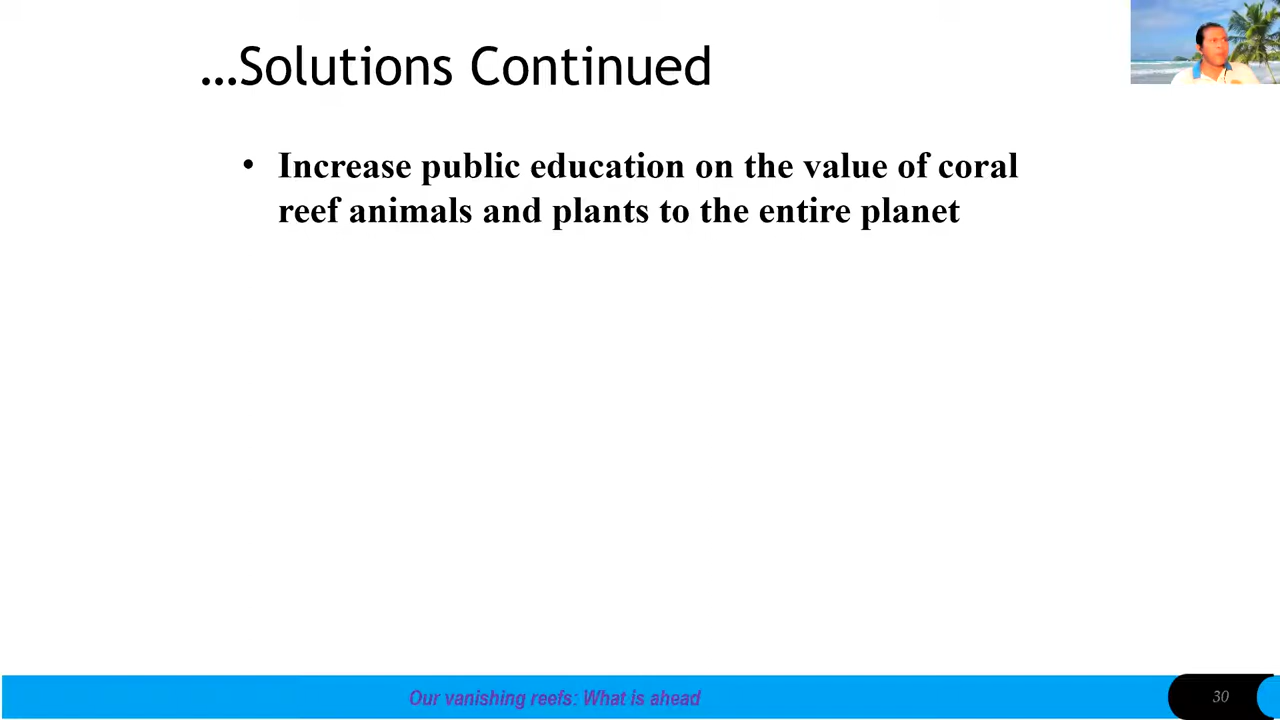 …Solutions Continued
• Increase public education on the value of coral
reef animals and plants to the entire planet
Our vanishing reefs: What is ahead
30